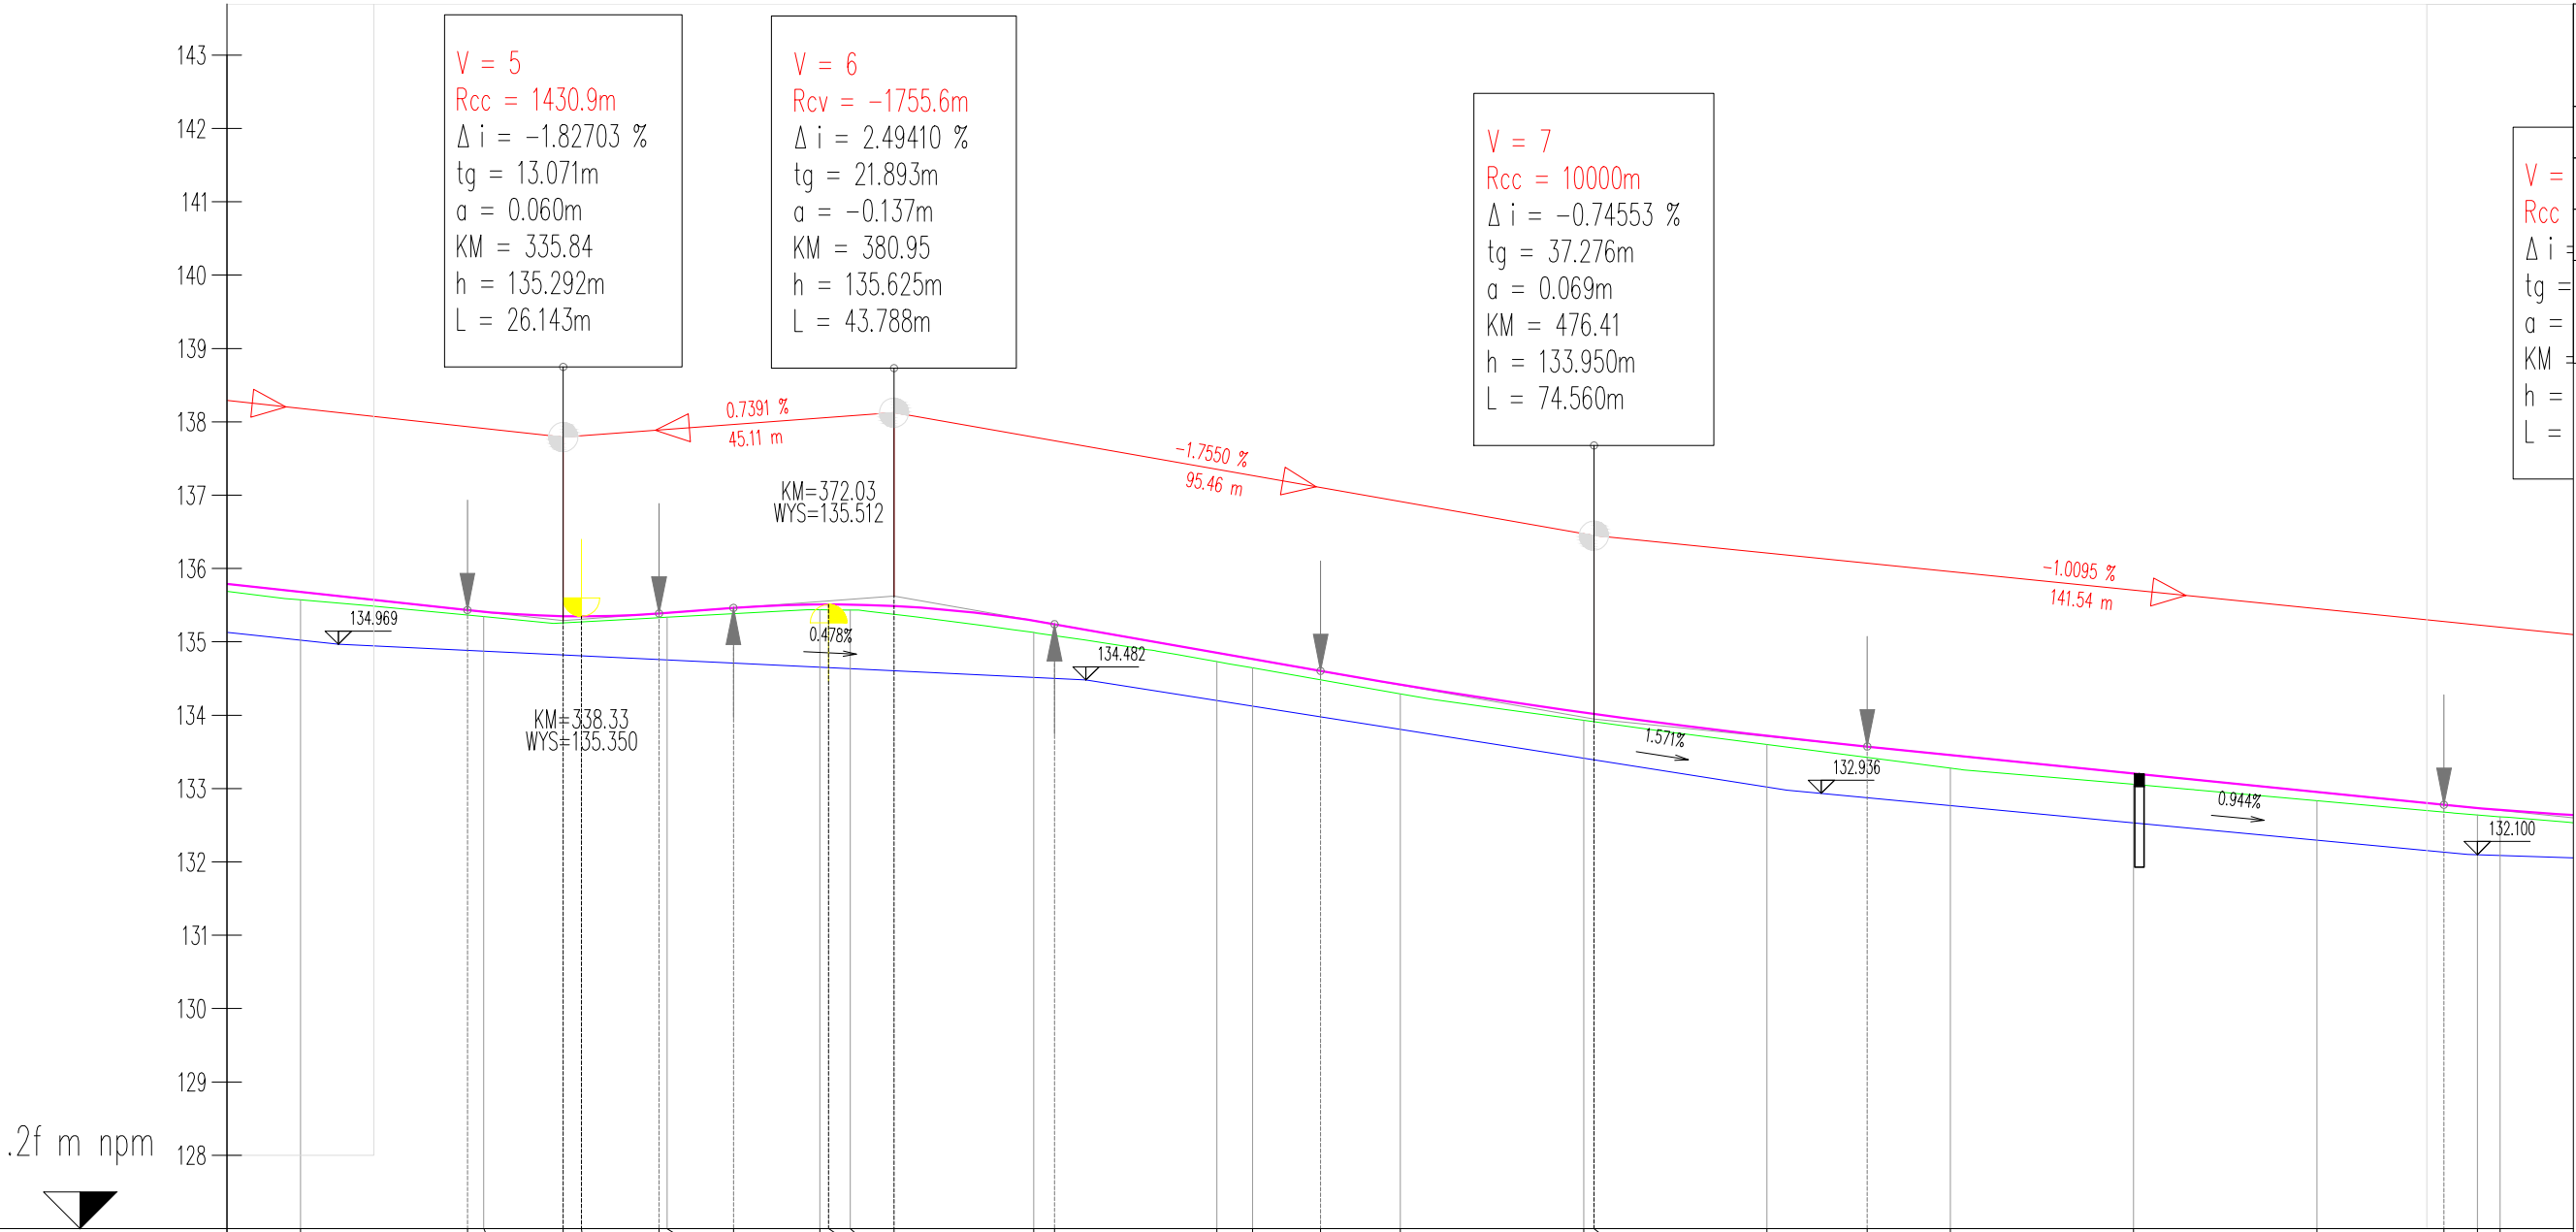 143
142
141
140
139
138
137
136
135
134
133
132
131
130
129
128
.2f m npm
V = 5
Rcc = 1430.9m
Δ i = -1.82703 %
tg = 13.071m
a = 0.060m
KM = 335.84
h = 135.292m
L = 26.143m
V = 6
Rcv = -1755.6m
Δ i = 2.49410 %
tg = 21.893m
a = -0.137m
KM = 380.95
h = 135.625m
L = 43.788m
V = 7
Rcc = 10000m
Δ i = -0.74553 %
tg = 37.276m
a = 0.069m
KM = 476.41
h = 133.950m
L = 74.560m
V =
Rcc
Δ i =
tg =
a =
KM =
h =
L =
0.7391 %
45.11 m
-1.7550 %
95.46 m
-1.0095 %
141.54 m
KM=372.03
WYS=135.512
134.969
0.478%
134.482
KM=338.33
WYS=135.350
1.571%
132.936
0.944%
132.100